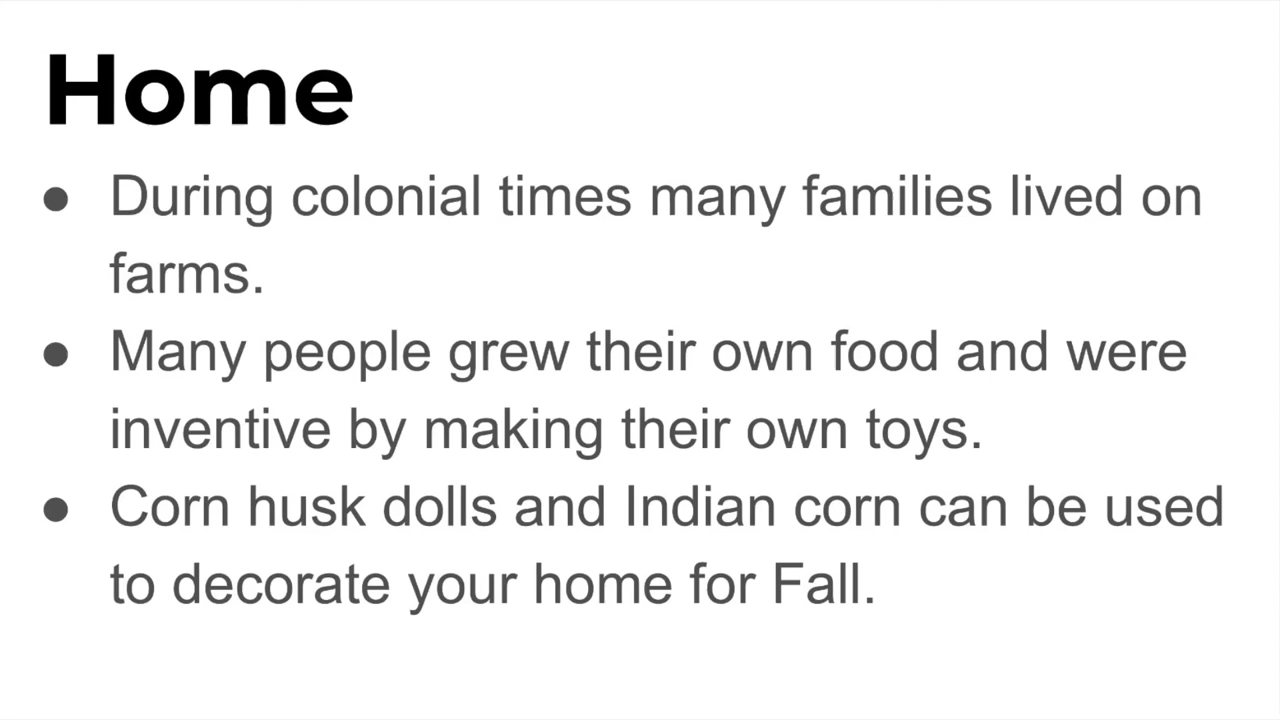 Home
● During colonial times many families lived on
farms.
● Many people grew their own food and were
inventive by making their own toys.
● Corn husk dolls and Indian corn can be used
to decorate your home for Fall.